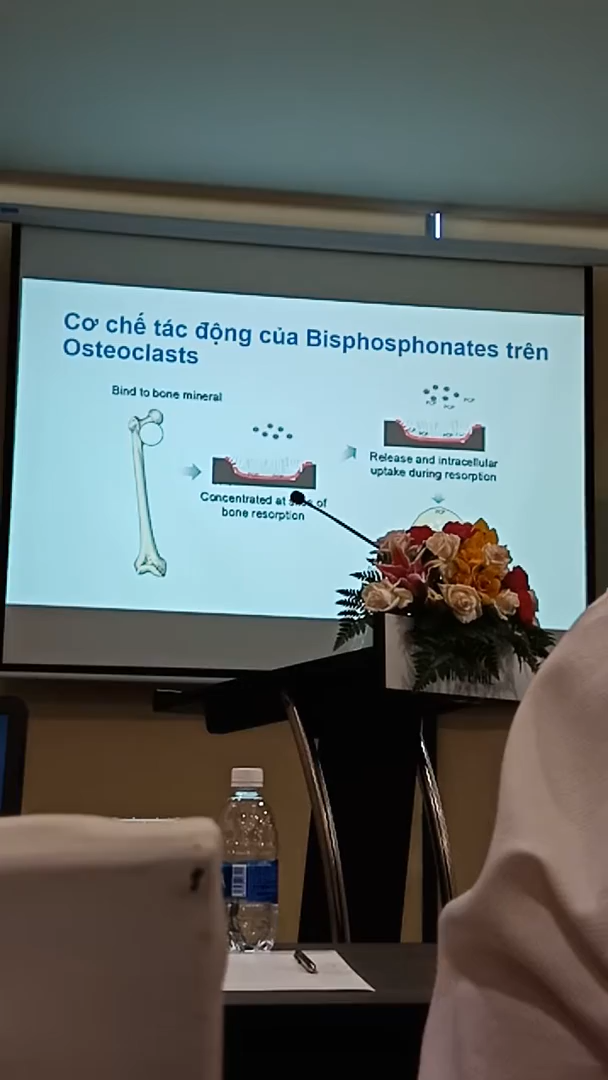 Cơ chế tác động của Bisphosphonates trên
Osteoclasts
Bind to bone mineral
Concentrated at of
bone resorption
Release and intracellular
uptake during resorption